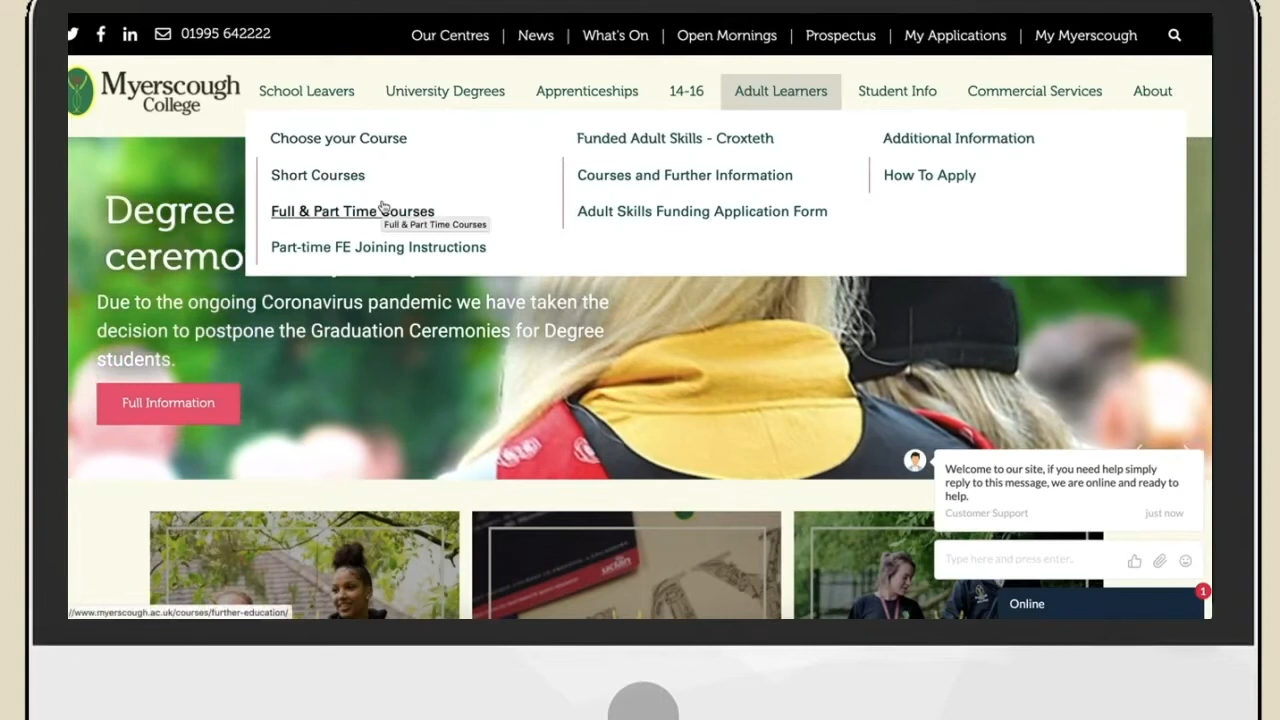 01995 642222
Our Centres | News | What's On | Open Mornings | Prospectus | My Applications | My Myerscough
Myerscough
College
School Leavers University Degrees Apprenticeships 14-16 Adult Learners Student Info Commercial Services About
Choose your Course
Short Courses
Full & Part Time Courses
Full & Part Time Courses
Part-time FE Joining Instructions
Funded Adult Skills - Croxteth
Courses and Further Information
Adult Skills Funding Application Form
Additional Information
How To Apply
Degree
ceremo
Due to the ongoing Coronavirus pandemic we have taken the
decision to postpone the Graduation Ceremonies for Degree
students.
Full Information
Welcome to our site, if you need help simply
reply to this message, we are online and ready to
help.
Customer Support just now
Type here and press enter..
Online
1
//www.myerscough.ac.uk/courses/further-education/